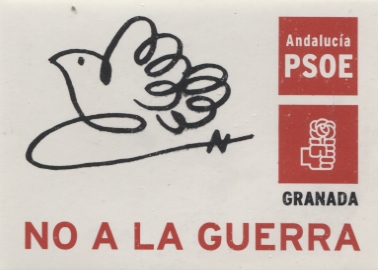 Andalucía
PSOE
GRANADA
NO A LA GUERRA